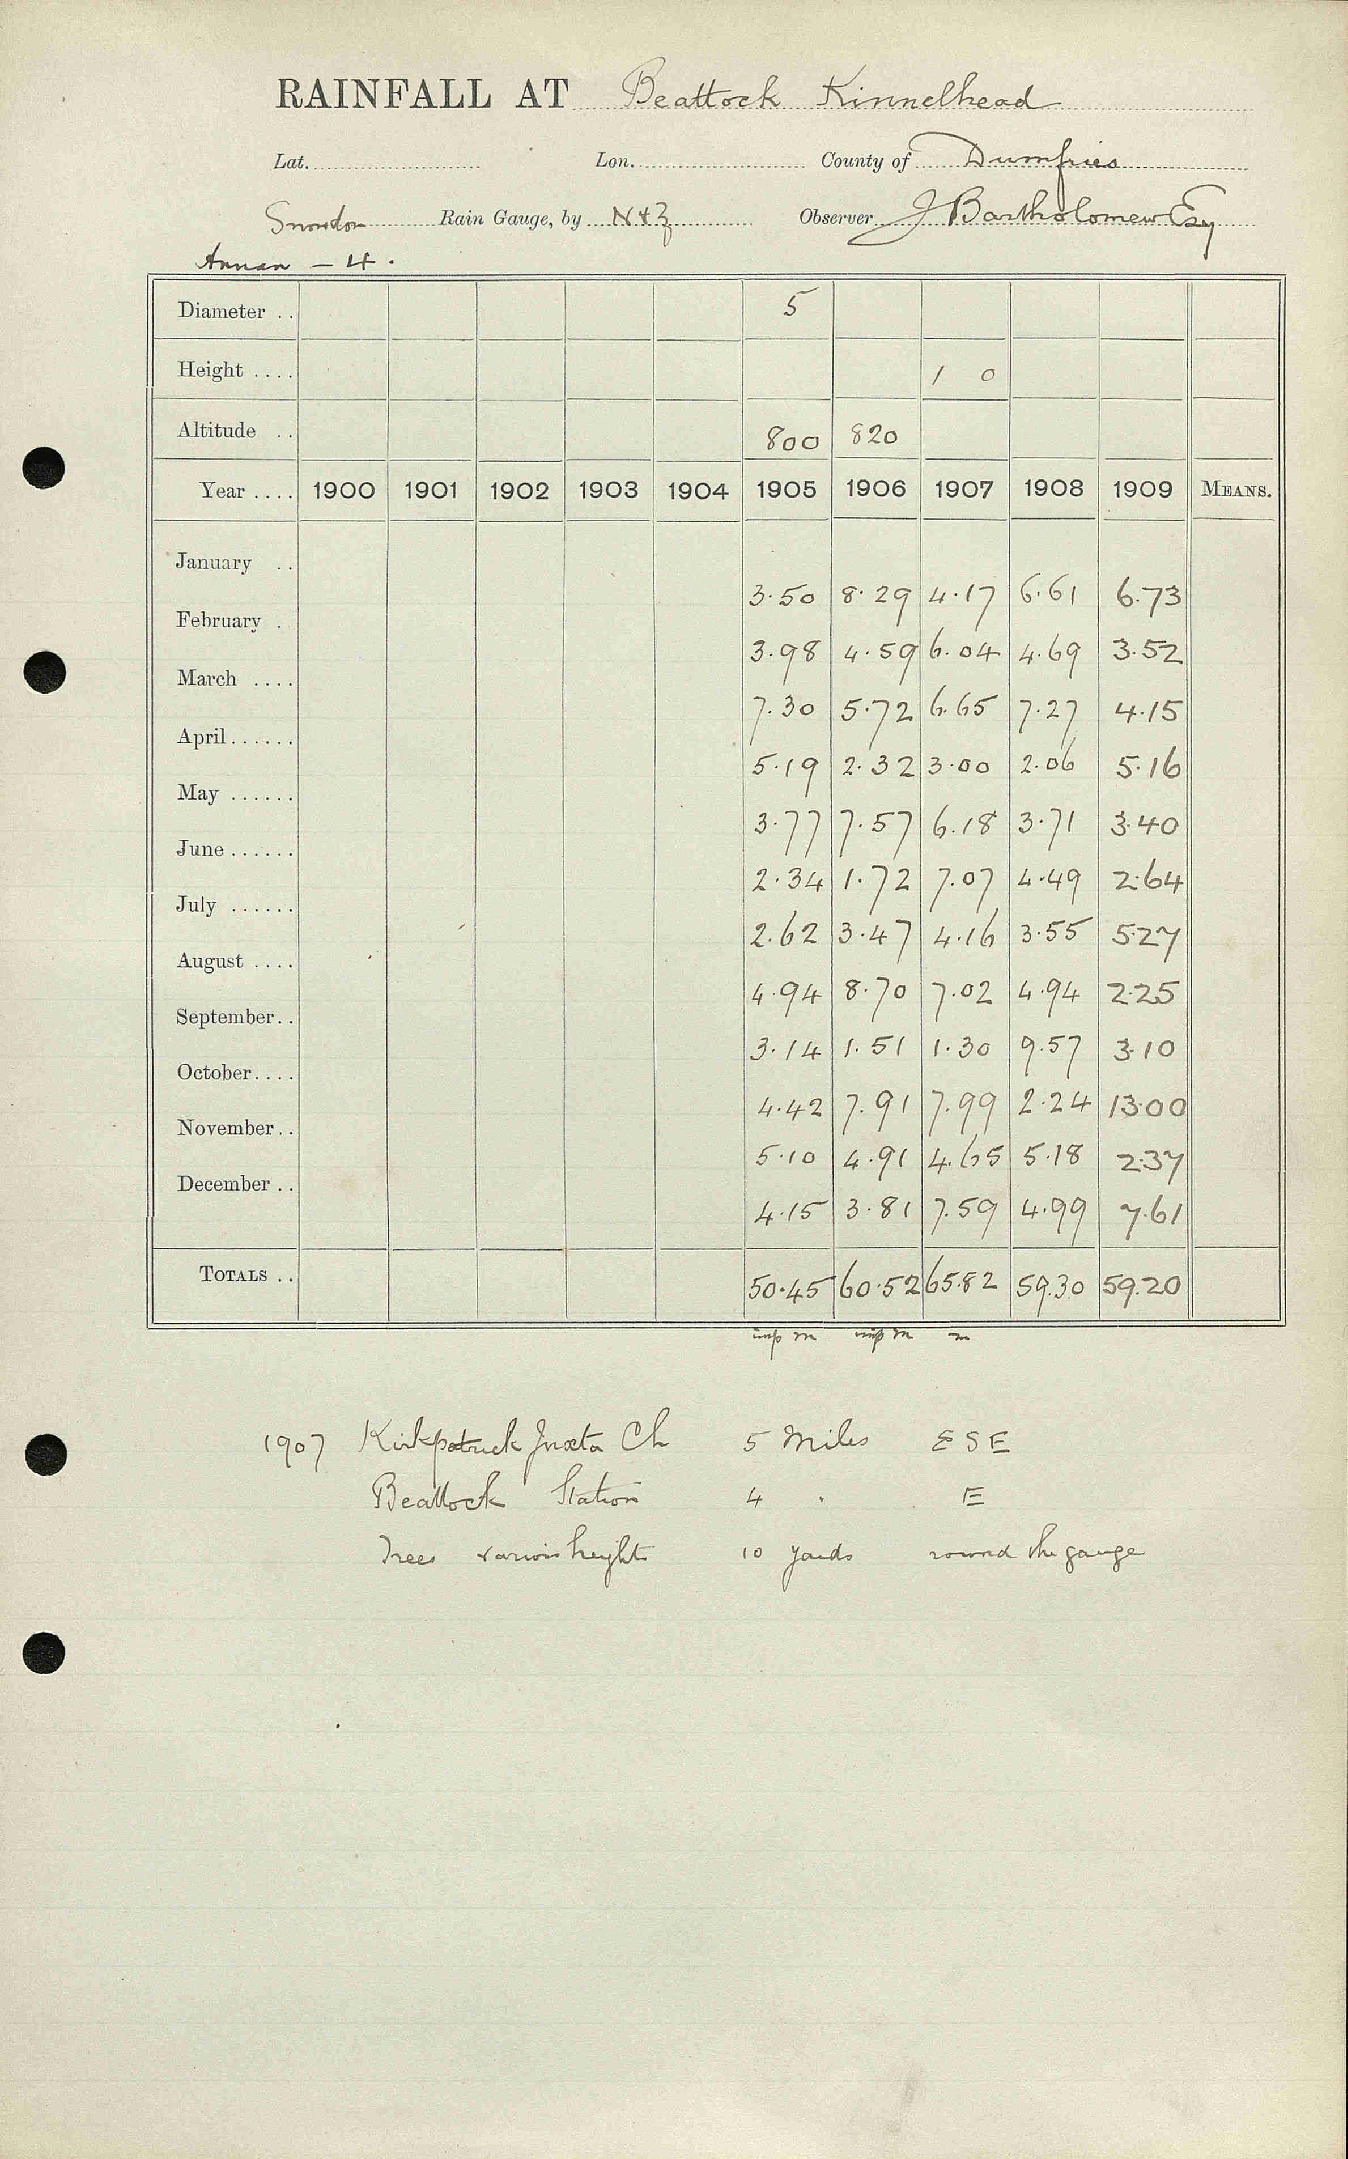 RAINFALL AT Beattock Kinnelhead
Lat. Lon. County of Dumfries
Snowdon Rain Gauge, by N & Z Observer J Bartholomew Esq
Annan - 4.
Diameter .. 5
Height .... 1 0
Altitude .. 800 820
Year .... 1900 1901 1902 1903 1904 1905 1906 1907 1908 1909 MEANS.
January .. 3.50 8.29 4.17 6.61 6.73
February . 3.98 4.59 6.04 4.69 3.52
March .... 7.30 5.72 6.65 7.27 4.15
April...... 5.19 2.32 3.00 2.06 5.16
May ...... 3.77 7.57 6.18 3.71 3.40
June ...... 2.34 1.72 7.07 4.49 2.64
July ...... 2.62 3.47 4.16 3.55 5.27
August .... 4.94 8.70 7.02 4.94 2.25
September.. 3.14 1.51 1.30 9.57 3.10
October.... 4.42 7.91 7.99 2.24 13.00
November.. 5.10 4.91 4.65 5.18 2.37
December .. 4.15 3.81 7.59 4.99 7.61
TOTALS .. 50.45 60.52 65.82 59.30 59.20
m m m
1907 Kirkpatrick Juxta Ch 5 Miles ESE
Beattock Station 4 " E
Trees various heights 10 yards round the gauge